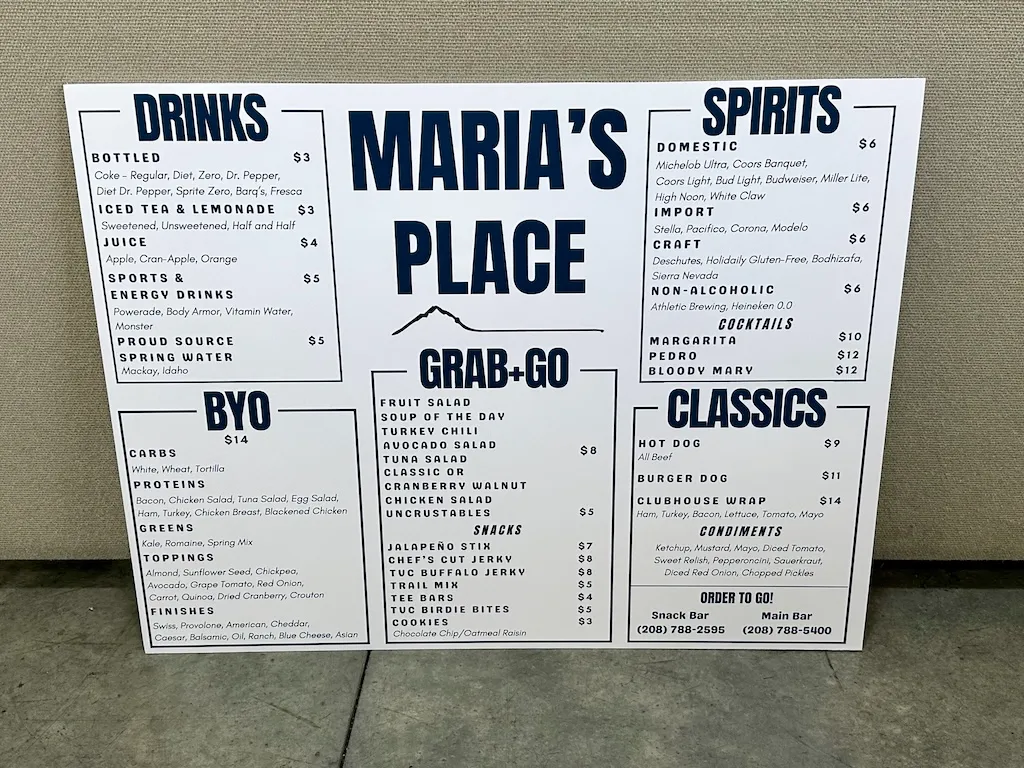 MARIA'S
PLACE
DRINKS
BOTTLED $3
Coke - Regular, Diet, Zero, Dr. Pepper,
Diet Dr. Pepper, Sprite Zero, Barq's, Fresca
ICED TEA & LEMONADE $3
Sweetened, Unsweetened, Half and Half
JUICE $4
Apple, Cran-Apple, Orange
SPORTS & $5
ENERGY DRINKS
Powerade, Body Armor, Vitamin Water,
Monster
PROUD SOURCE $5
SPRING WATER
Mackay, Idaho
BYO
$14
CARBS
White, Wheat, Tortilla
PROTEINS
Bacon, Chicken Salad, Tuna Salad, Egg Salad,
Ham, Turkey, Chicken Breast, Blackened Chicken
GREENS
Kale, Romaine, Spring Mix
TOPPINGS
Almond, Sunflower Seed, Chickpea,
Avocado, Grape Tomato, Red Onion,
Carrot, Quinoa, Dried Cranberry, Crouton
FINISHES
Swiss, Provolone, American, Cheddar,
Caesar, Balsamic, Oil, Ranch, Blue Cheese, Asian
GRAB+GO
FRUIT SALAD
SOUP OF THE DAY
TURKEY CHILI
AVOCADO SALAD
TUNA SALAD $8
CLASSIC OR
CRANBERRY WALNUT
CHICKEN SALAD
UNCRUSTABLES $5
SNACKS
JALAPEÑO STIX $7
CHEF'S CUT JERKY $8
TVC BUFFALO JERKY $8
TRAIL MIX $5
TEE BARS $4
TVC BIRDIE BITES $5
COOKIES $3
Chocolate Chip/Oatmeal Raisin
SPIRITS
DOMESTIC $6
Michelob Ultra, Coors Banquet,
Coors Light, Bud Light, Budweiser, Miller Lite,
High Noon, White Claw
IMPORT $6
Stella, Pacifico, Corona, Modelo
CRAFT $6
Deschutes, Holidaily Gluten-Free, Bodhizafa,
Sierra Nevada
NON-ALCOHOLIC $6
Athletic Brewing, Heineken 0.0
COCKTAILS
MARGARITA $10
PEDRO $12
BLOODY MARY $12
CLASSICS
HOT DOG $9
All Beef
BURGER DOG $11
CLUBHOUSE WRAP $14
Ham, Turkey, Bacon, Lettuce, Tomato, Mayo
CONDIMENTS
Ketchup, Mustard, Mayo, Diced Tomato,
Sweet Relish, Pepperoncini, Sauerkraut,
Diced Red Onion, Chopped Pickles
ORDER TO GO!
Snack Bar Main Bar
(208) 788-2595 (208) 788-5400